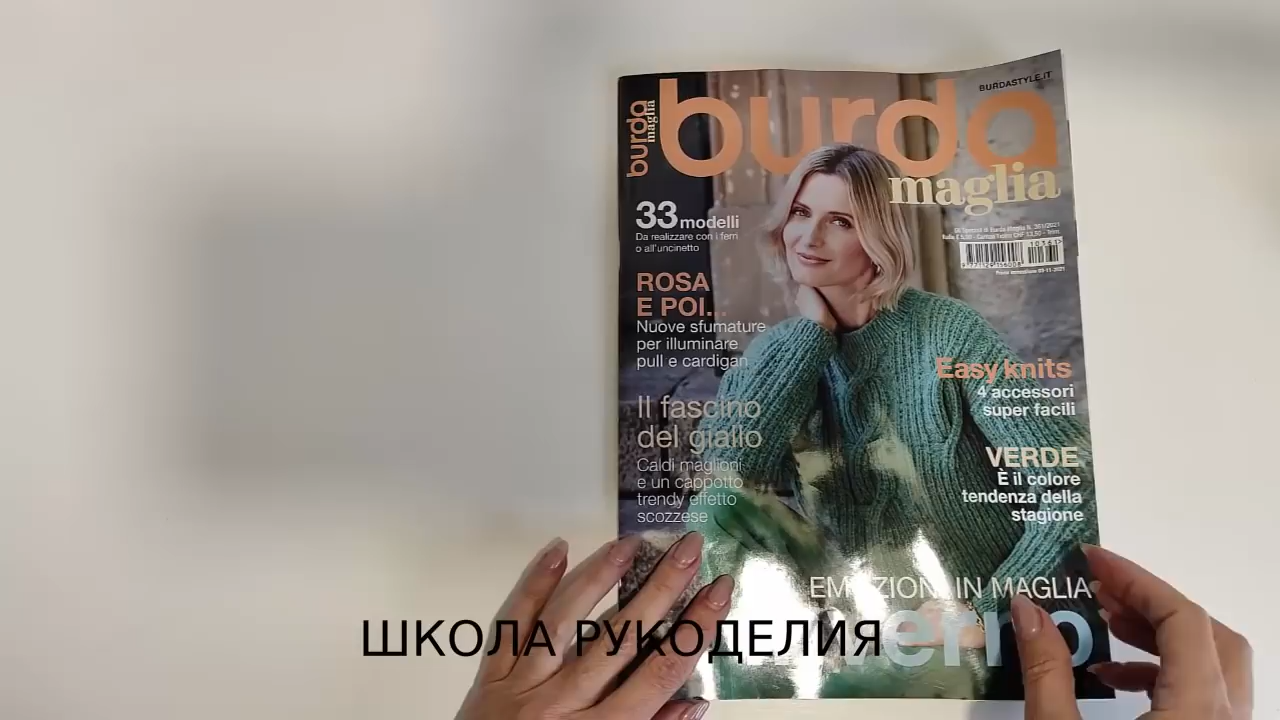 BURDASTYLE.IT
burda
maglia
burda
maglia
33 modelli
Da realizzare con i ferri
o all'uncinetto
ROSA
E POI...
Nuove sfumature
per illuminare
pull e cardigan
Il fascino
del giallo
Caldi maglioni
e un cappotto
trendy effetto
scozzese
Easy knits
4 accessori
super facili
VERDE
È il colore
tendenza della
stagione
EMOZIONI IN MAGLIA
ШКОЛА РУКОДЕЛИЯ